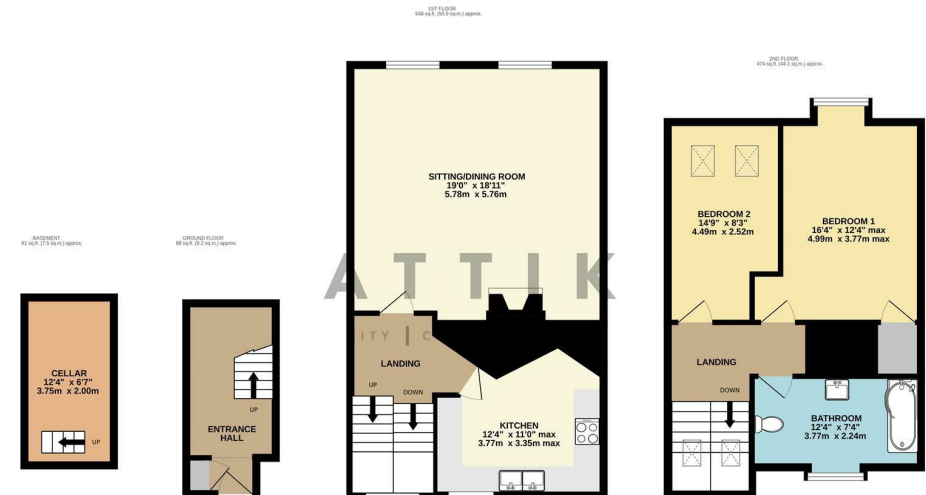 BASEMENT
81 sq.ft. (7.5 sq.m.) approx.
CELLAR
12'4" x 6'7"
3.75m x 2.00m
UP
GROUND FLOOR
88 sq.ft. (8.2 sq.m.) approx.
UP
ENTRANCE
HALL
1ST FLOOR
548 sq.ft. (50.9 sq.m.) approx.
SITTING/DINING ROOM
19'0" x 18'11"
5.78m x 5.76m
ATTIK
CITY | C
LANDING
UP
DOWN
KITCHEN
12'4" x 11'0" max
3.77m x 3.35m max
2ND FLOOR
474 sq.ft. (44.1 sq.m.) approx.
BEDROOM 2
14'9" x 8'3"
4.49m x 2.52m
BEDROOM 1
16'4" x 12'4" max
4.99m x 3.77m max
LANDING
DOWN
BATHROOM
12'4" x 7'4"
3.77m x 2.24m